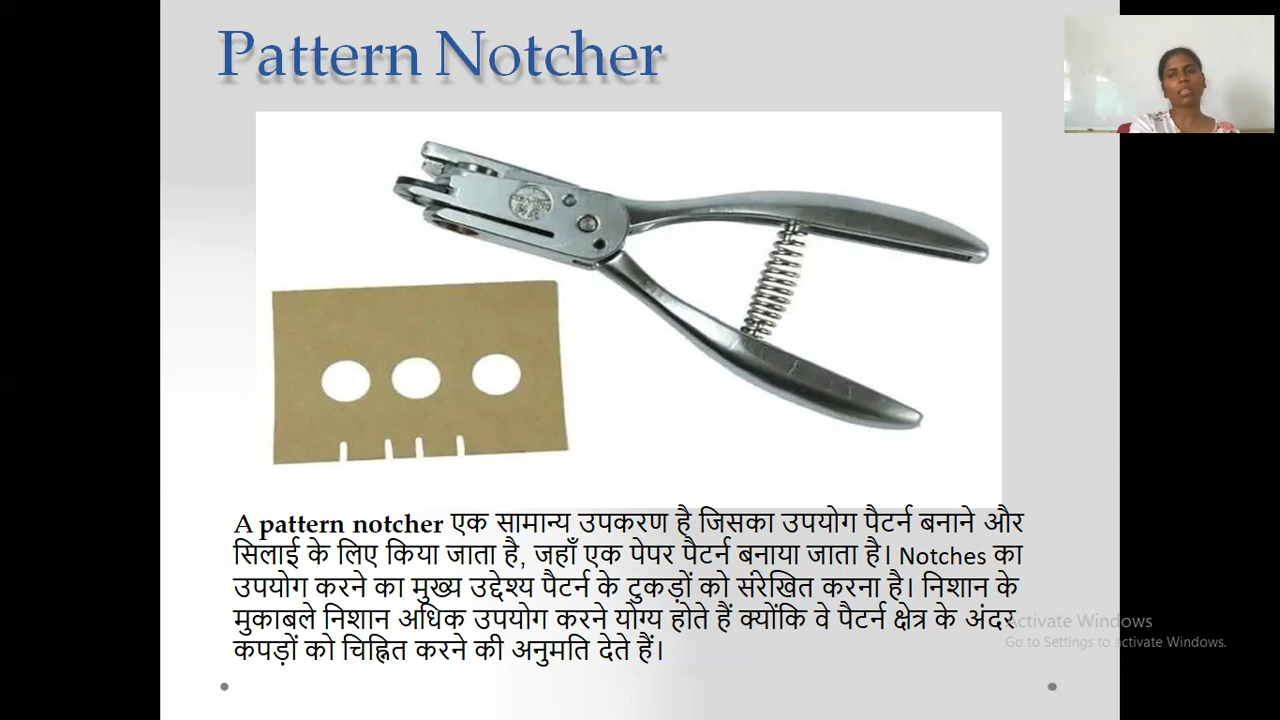 Pattern Notcher
A pattern notcher एक सामान्य उपकरण है जिसका उपयोग पैटर्न बनाने और
सिलाई के लिए किया जाता है, जहाँ एक पेपर पैटर्न बनाया जाता है। Notches का
उपयोग करने का मुख्य उद्देश्य पैटर्न के टुकड़ों को संरेखित करना है। निशान के
मुकाबले निशान अधिक उपयोग करने योग्य होते हैं क्योंकि वे पैटर्न क्षेत्र के अंदर
कपड़ों को चिह्नित करने की अनुमति देते हैं।
Activate Windows
Go to Settings to activate Windows.